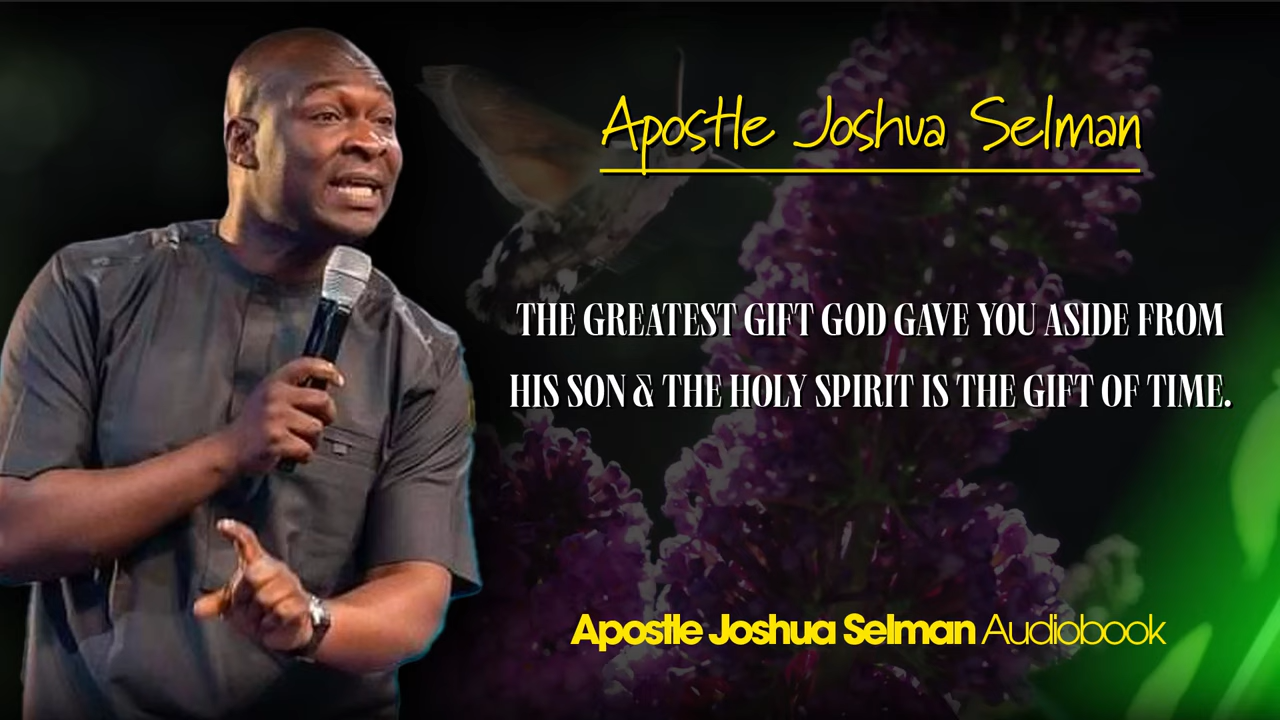 Apostle Joshua Selman
THE GREATEST GIFT GOD GAVE YOU ASIDE FROM
HIS SON & THE HOLY SPIRIT IS THE GIFT OF TIME.
Apostle Joshua Selman Audiobook